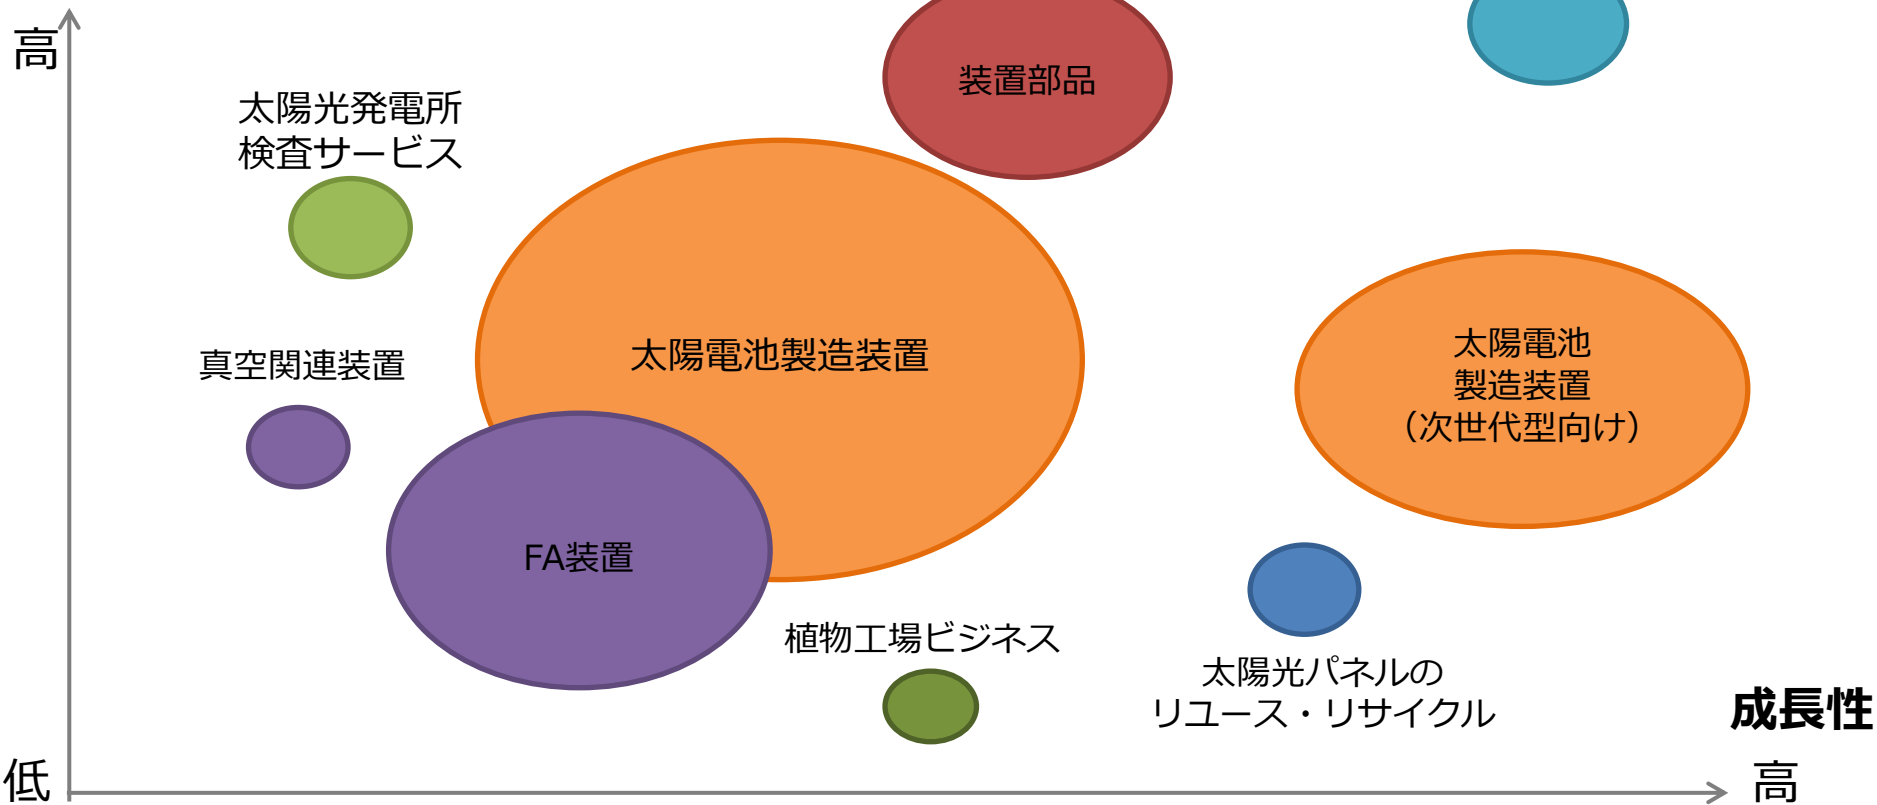 高
装置部品
太陽光発電所
検査サービス
太陽電池製造装置
真空関連装置
太陽電池
製造装置
（次世代型向け）
FA装置
植物工場ビジネス
太陽光パネルの
リユース・リサイクル
成長性
低
高